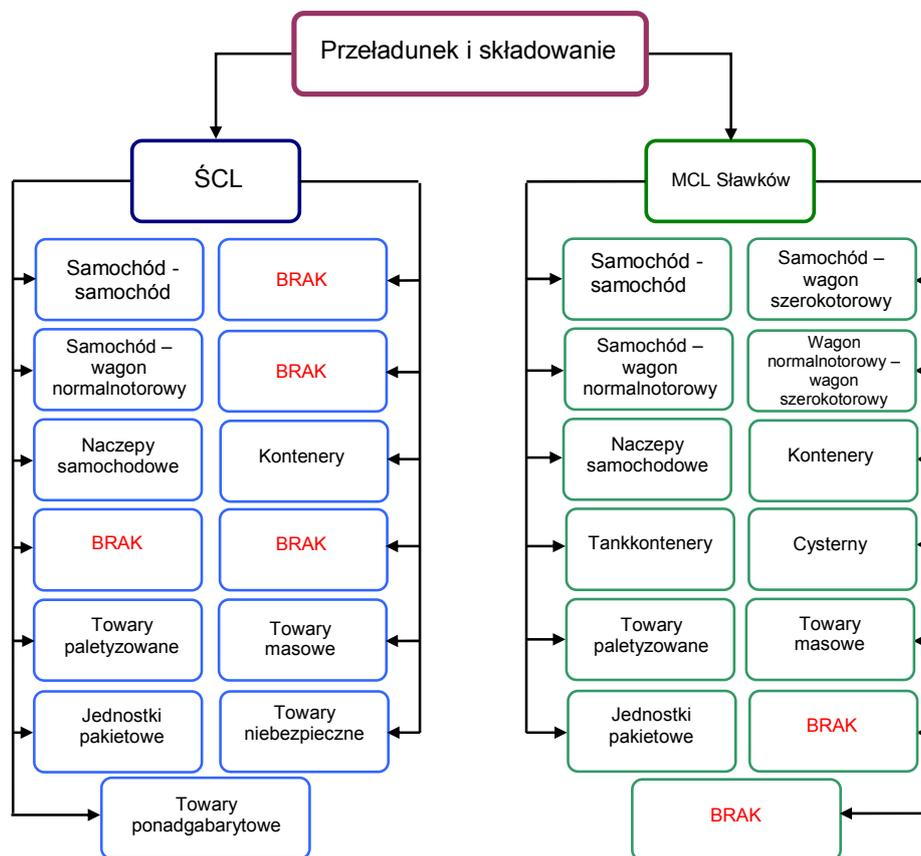 Przeładunek i składowanie
ŚCL
MCL Sławków
Samochód -
samochód
BRAK
Samochód –
wagon
normalnotorowy
BRAK
Naczepy
samochodowe
Kontenery
BRAK
BRAK
Towary
paletyzowane
Towary
masowe
Jednostki
pakietowe
Towary
niebezpieczne
Towary
ponadgabarytowe
Samochód -
samochód
Samochód –
wagon
szerokotorowy
Samochód –
wagon
normalnotorowy
Wagon
normalnotorowy –
wagon
szerokotorowy
Naczepy
samochodowe
Kontenery
Tankkontenery
Cysterny
Towary
paletyzowane
Towary
masowe
Jednostki
pakietowe
BRAK
BRAK